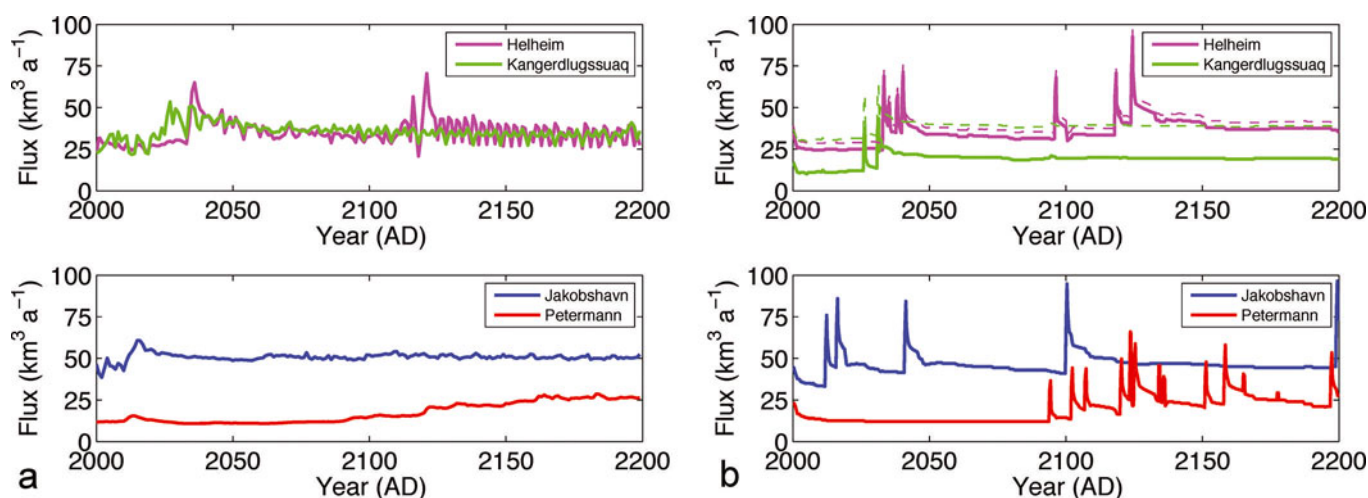 100
75
50
25
0
Flux (km³ a⁻¹)
Helheim
Kangerdlugssuaq
2000 2050 2100 2150 2200
Year (AD)
100
75
50
25
0
Flux (km³ a⁻¹)
Helheim
Kangerdlugssuaq
2000 2050 2100 2150 2200
Year (AD)
100
75
50
25
0
Flux (km³ a⁻¹)
Jakobshavn
Petermann
2000 2050 2100 2150 2200
Year (AD)
a
100
75
50
25
0
Flux (km³ a⁻¹)
Jakobshavn
Petermann
2000 2050 2100 2150 2200
Year (AD)
b